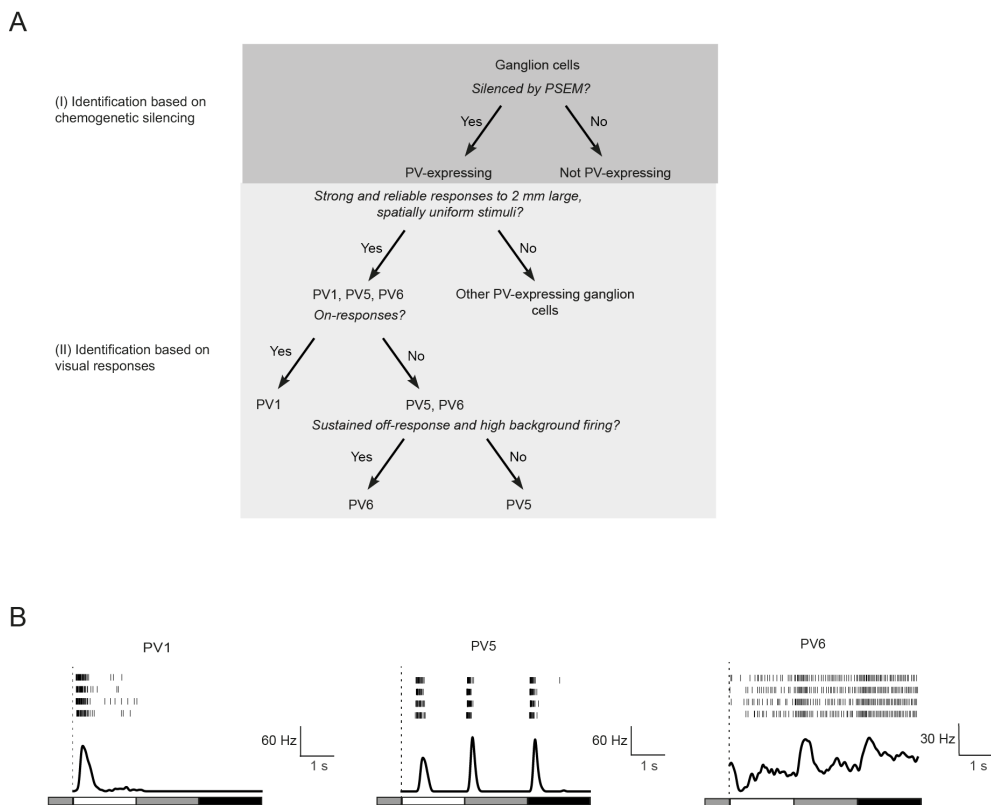 A
(I) Identification based on
chemogenetic silencing
Ganglion cells
Silenced by PSEM?
Yes
No
PV-expressing
Not PV-expressing
Strong and reliable responses to 2 mm large,
spatially uniform stimuli?
Yes
No
PV1, PV5, PV6
Other PV-expressing ganglion
cells
On-responses?
(II) Identification based on
visual responses
Yes
No
PV1
PV5, PV6
Sustained off-response and high background firing?
Yes
No
PV6
PV5
B
PV1
60 Hz
1 s
PV5
60 Hz
1 s
PV6
30 Hz
1 s